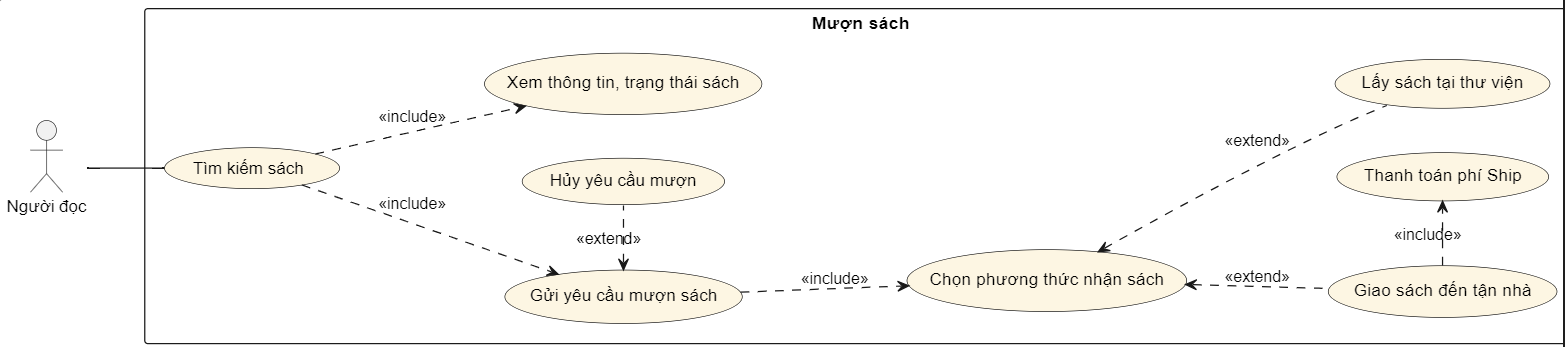 Mượn sách
Người đọc
Tìm kiếm sách
«include»
Xem thông tin, trạng thái sách
«include»
Hủy yêu cầu mượn
«extend»
Gửi yêu cầu mượn sách
«include»
Chọn phương thức nhận sách
«extend»
Lấy sách tại thư viện
Thanh toán phí Ship
«include»
«extend»
Giao sách đến tận nhà